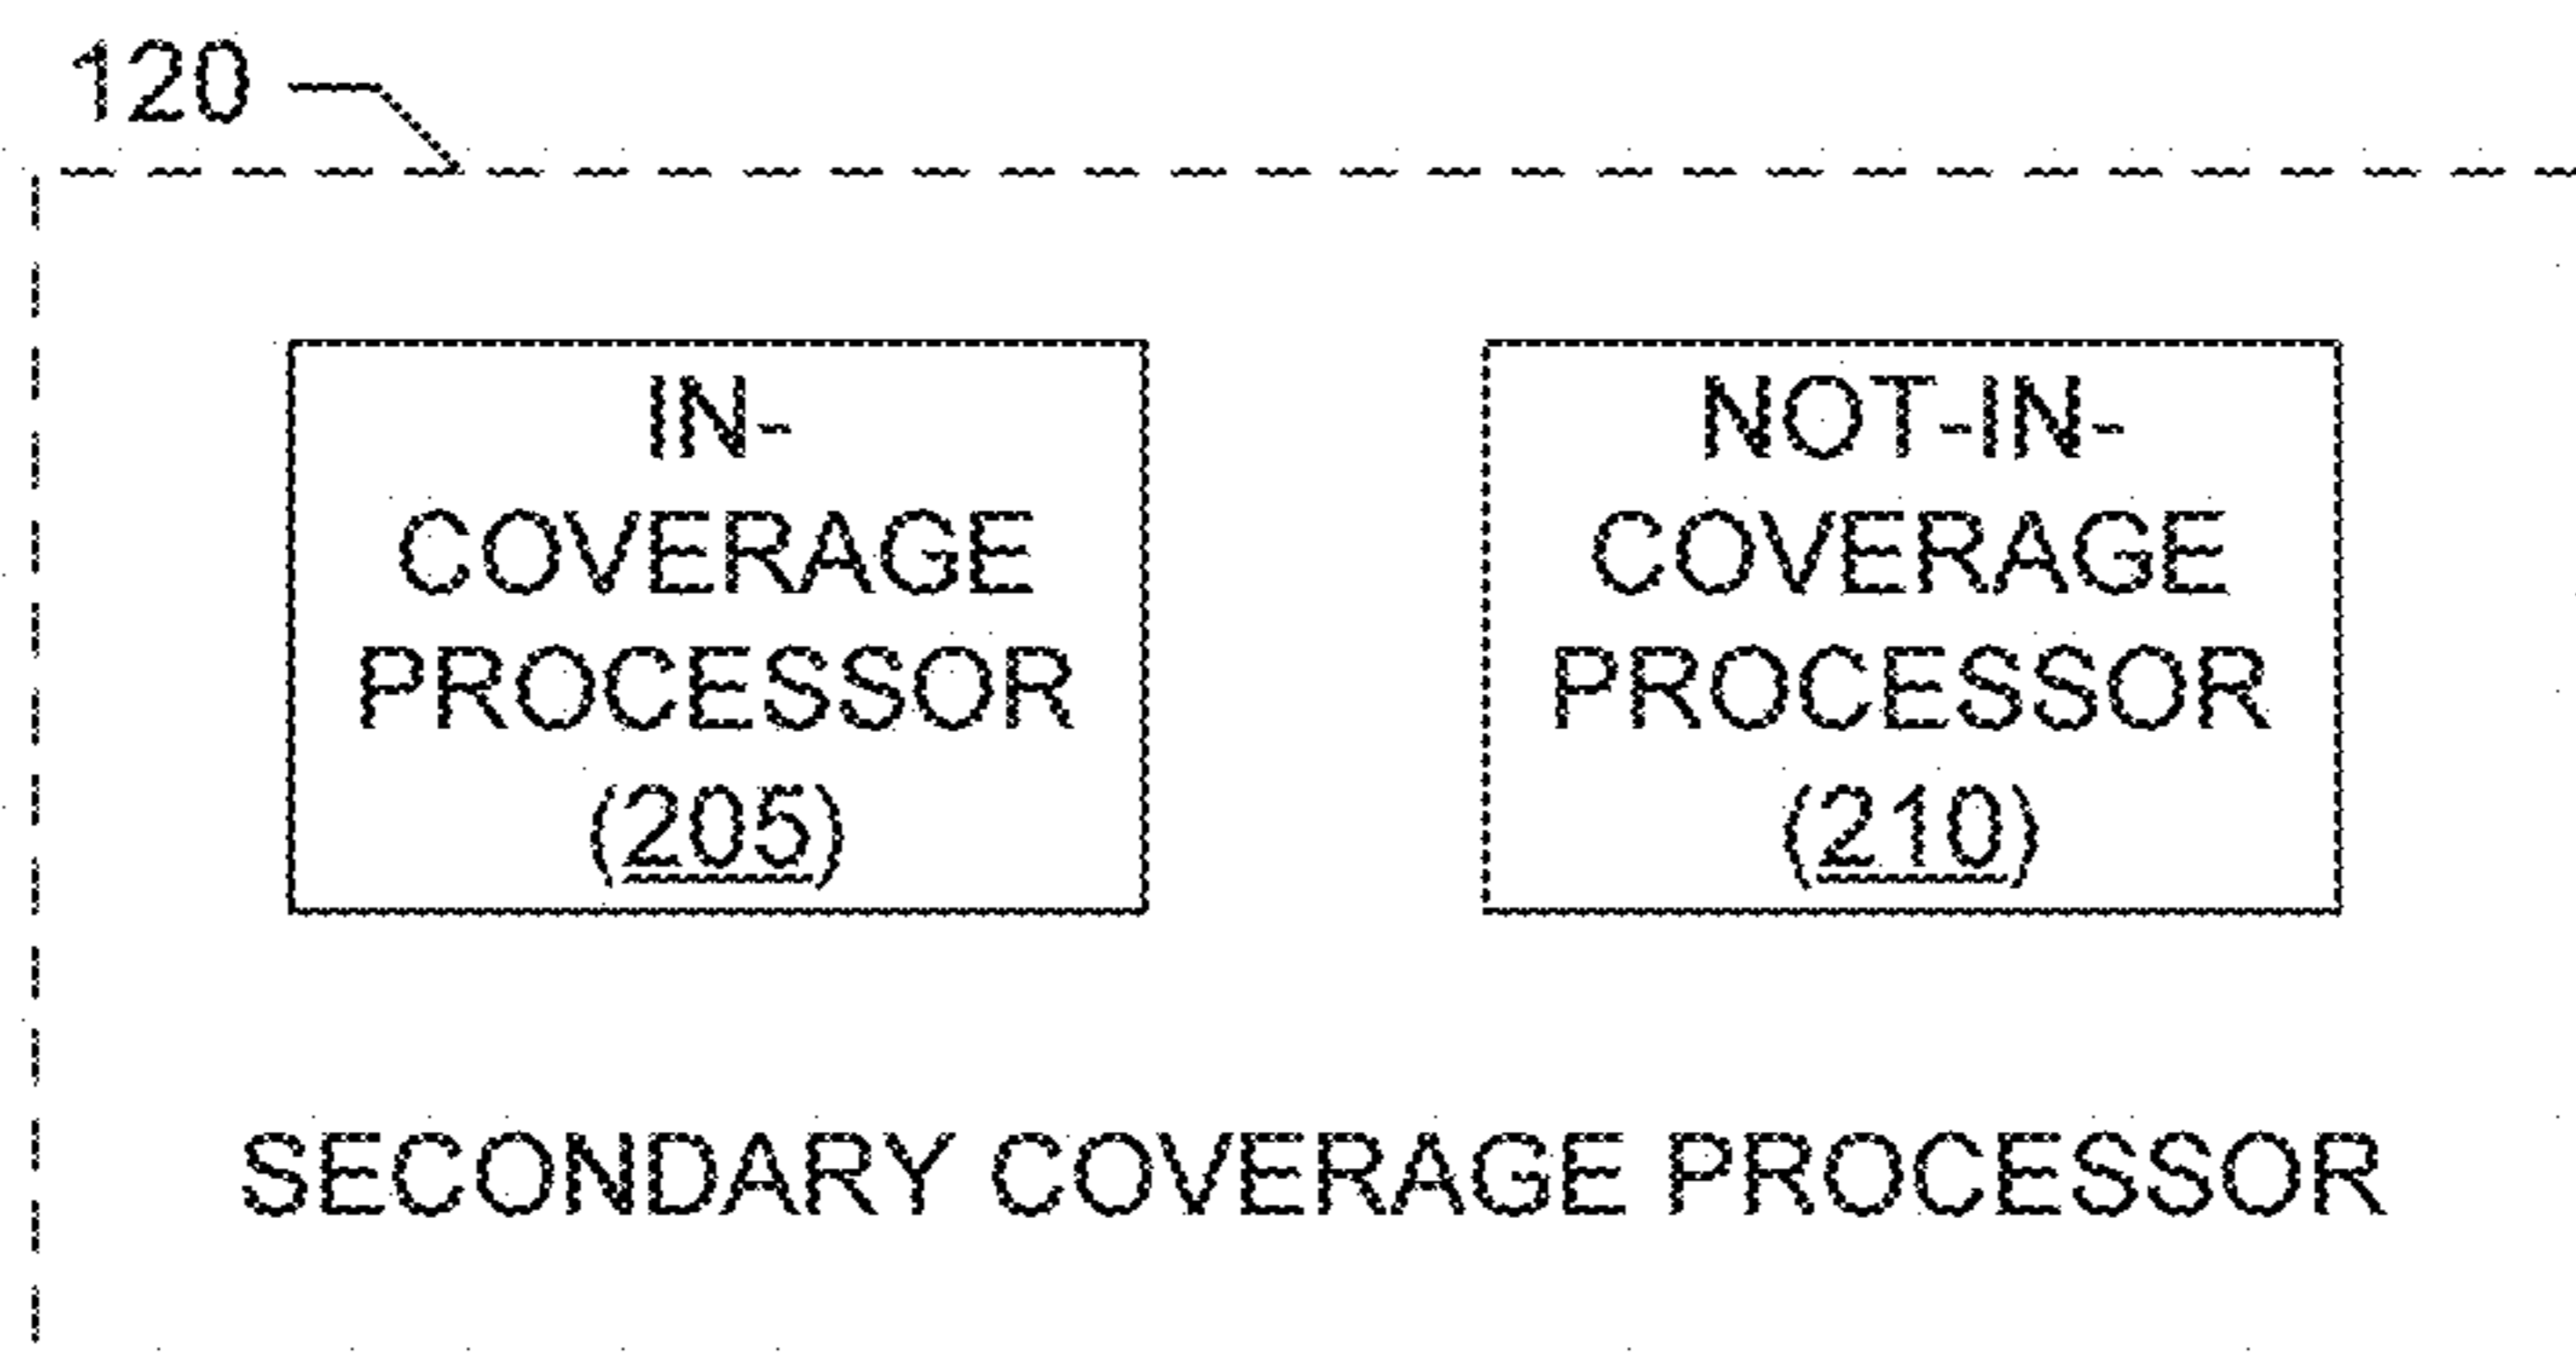 120
IN-
COVERAGE
PROCESSOR
(205)
NOT-IN-
COVERAGE
PROCESSOR
(210)
SECONDARY COVERAGE PROCESSOR